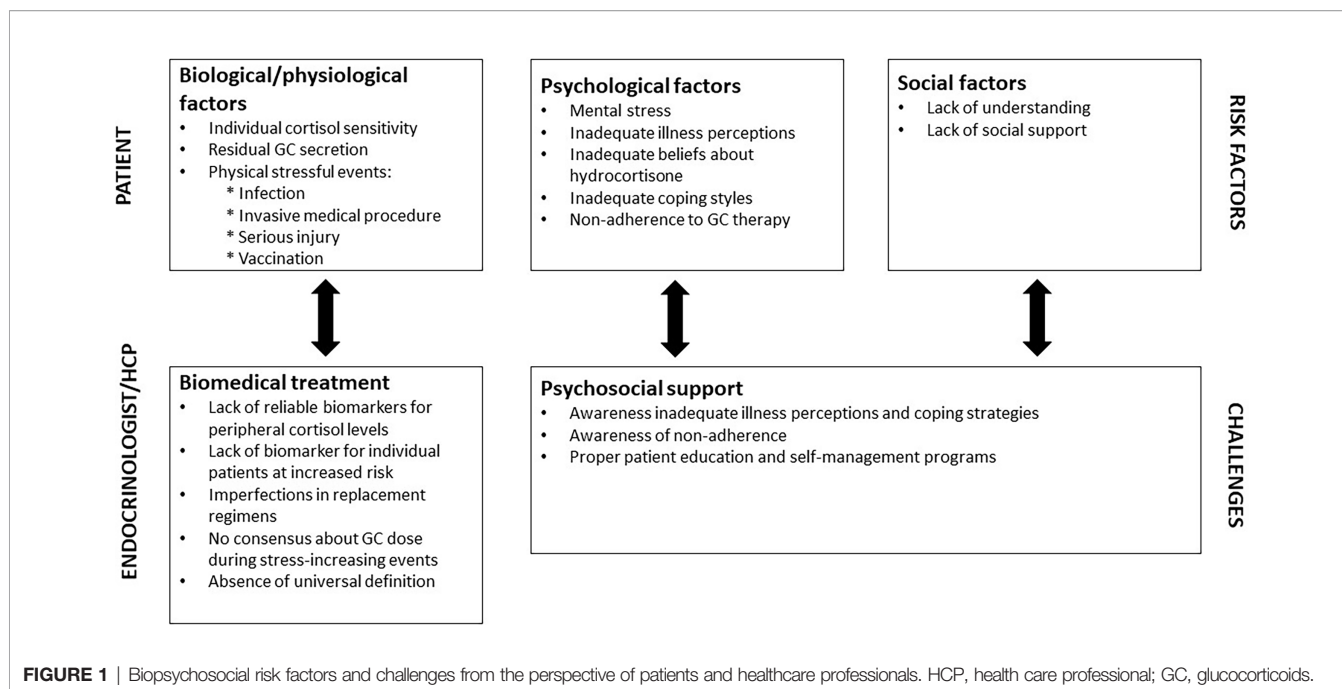 PATIENT
Biological/physiological
factors
• Individual cortisol sensitivity
• Residual GC secretion
• Physical stressful events:
* Infection
* Invasive medical procedure
* Serious injury
* Vaccination
Psychological factors
• Mental stress
• Inadequate illness perceptions
• Inadequate beliefs about
hydrocortisone
• Inadequate coping styles
• Non-adherence to GC therapy
Social factors
• Lack of understanding
• Lack of social support
RISK FACTORS
ENDOCRINOLOGIST/HCP
Biomedical treatment
• Lack of reliable biomarkers for
peripheral cortisol levels
• Lack of biomarker for individual
patients at increased risk
• Imperfections in replacement
regimens
• No consensus about GC dose
during stress-increasing events
• Absence of universal definition
Psychosocial support
• Awareness inadequate illness perceptions and coping strategies
• Awareness of non-adherence
• Proper patient education and self-management programs
CHALLENGES
FIGURE 1 | Biopsychosocial risk factors and challenges from the perspective of patients and healthcare professionals. HCP, health care professional; GC, glucocorticoids.